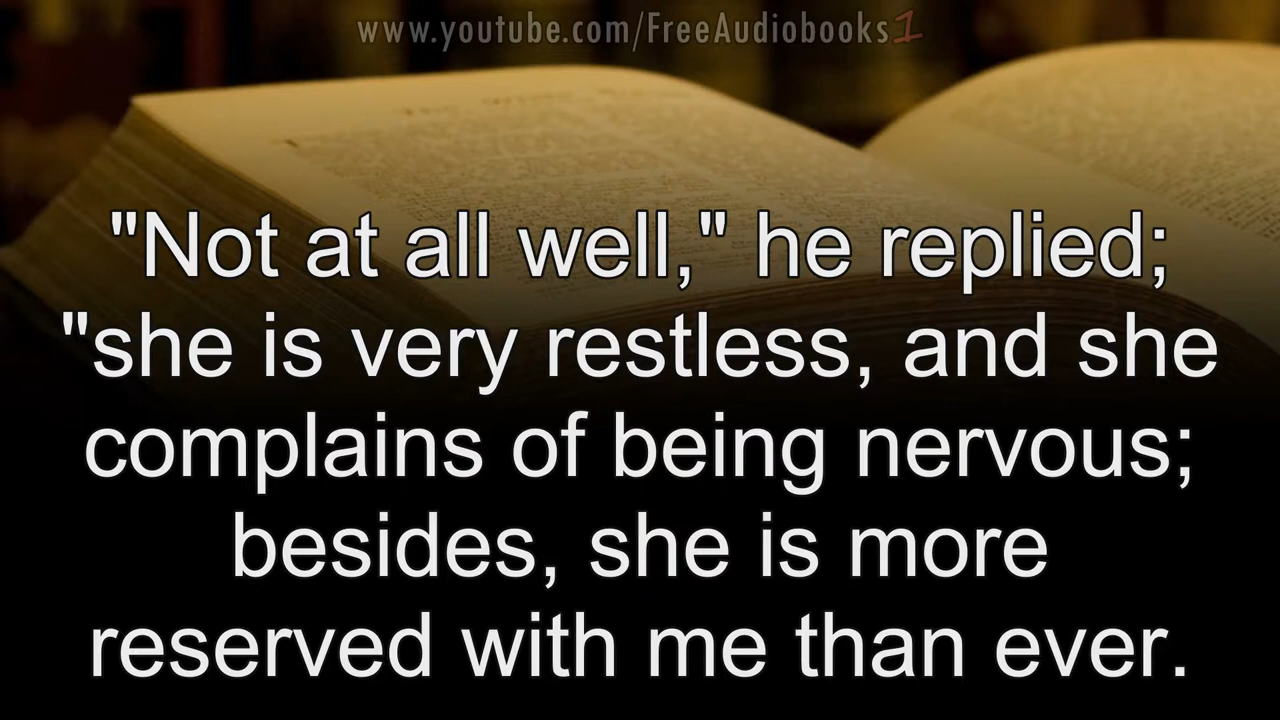 www.youtube.com/FreeAudiobooks1
"Not at all well," he replied;
"she is very restless, and she
complains of being nervous;
besides, she is more
reserved with me than ever.